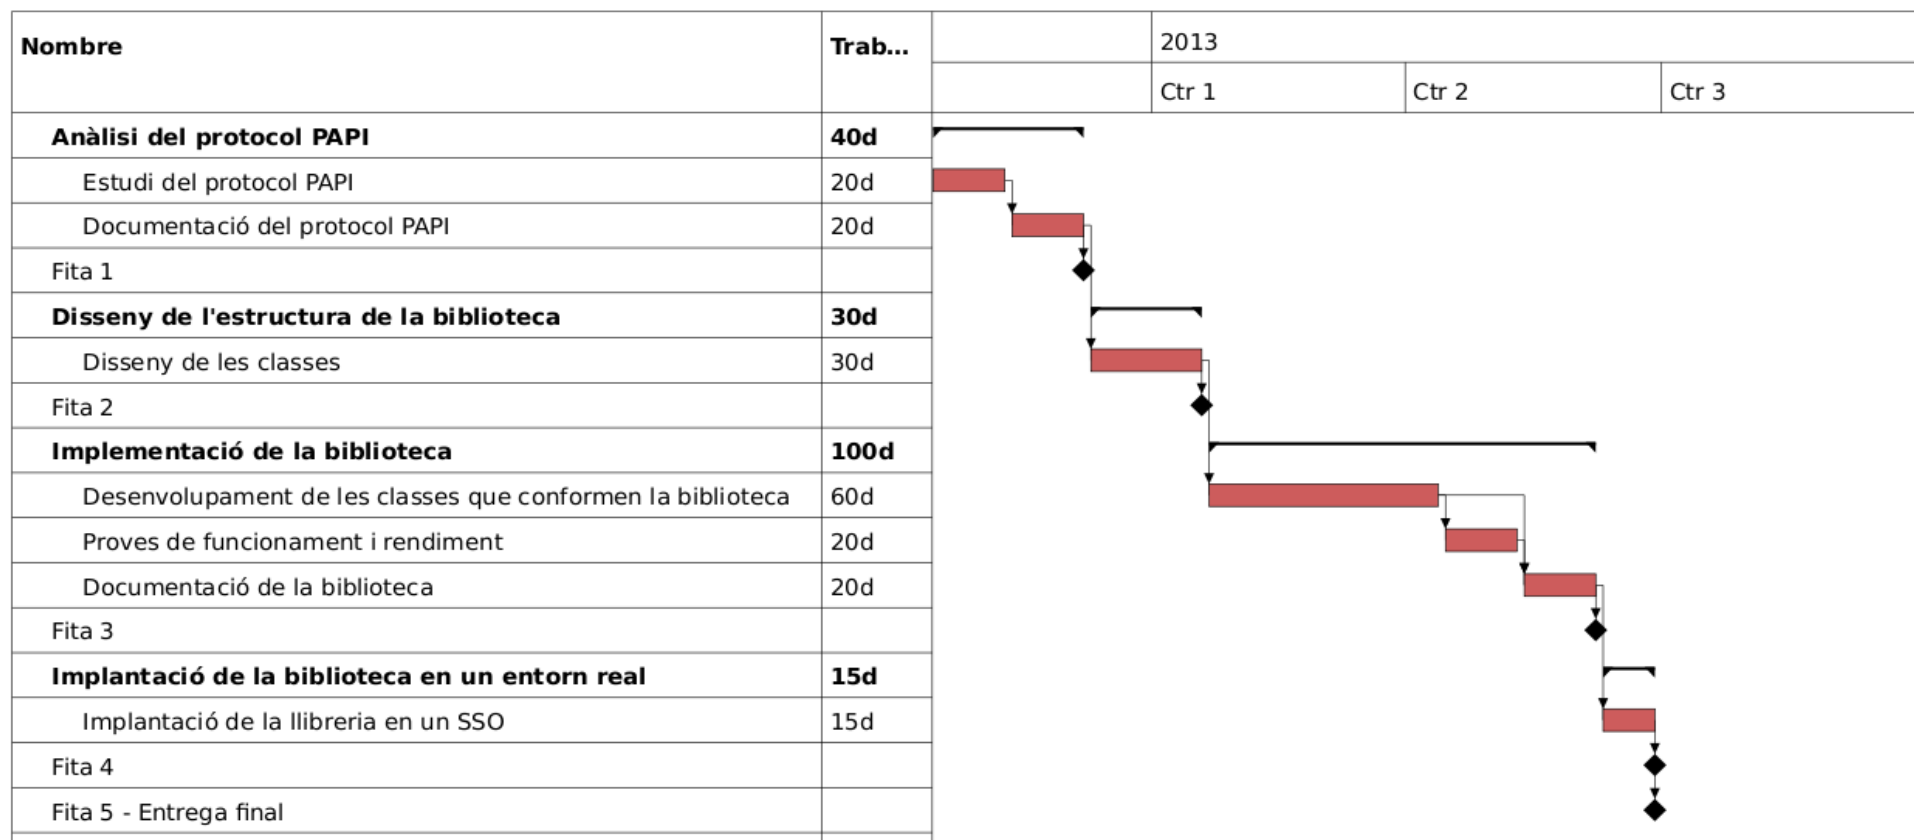 Nombre Trab... 2013
Ctr 1 Ctr 2 Ctr 3
Anàlisi del protocol PAPI 40d
Estudi del protocol PAPI 20d
Documentació del protocol PAPI 20d
Fita 1
Disseny de l'estructura de la biblioteca 30d
Disseny de les classes 30d
Fita 2
Implementació de la biblioteca 100d
Desenvolupament de les classes que conformen la biblioteca 60d
Proves de funcionament i rendiment 20d
Documentació de la biblioteca 20d
Fita 3
Implantació de la biblioteca en un entorn real 15d
Implantació de la llibreria en un SSO 15d
Fita 4
Fita 5 - Entrega final